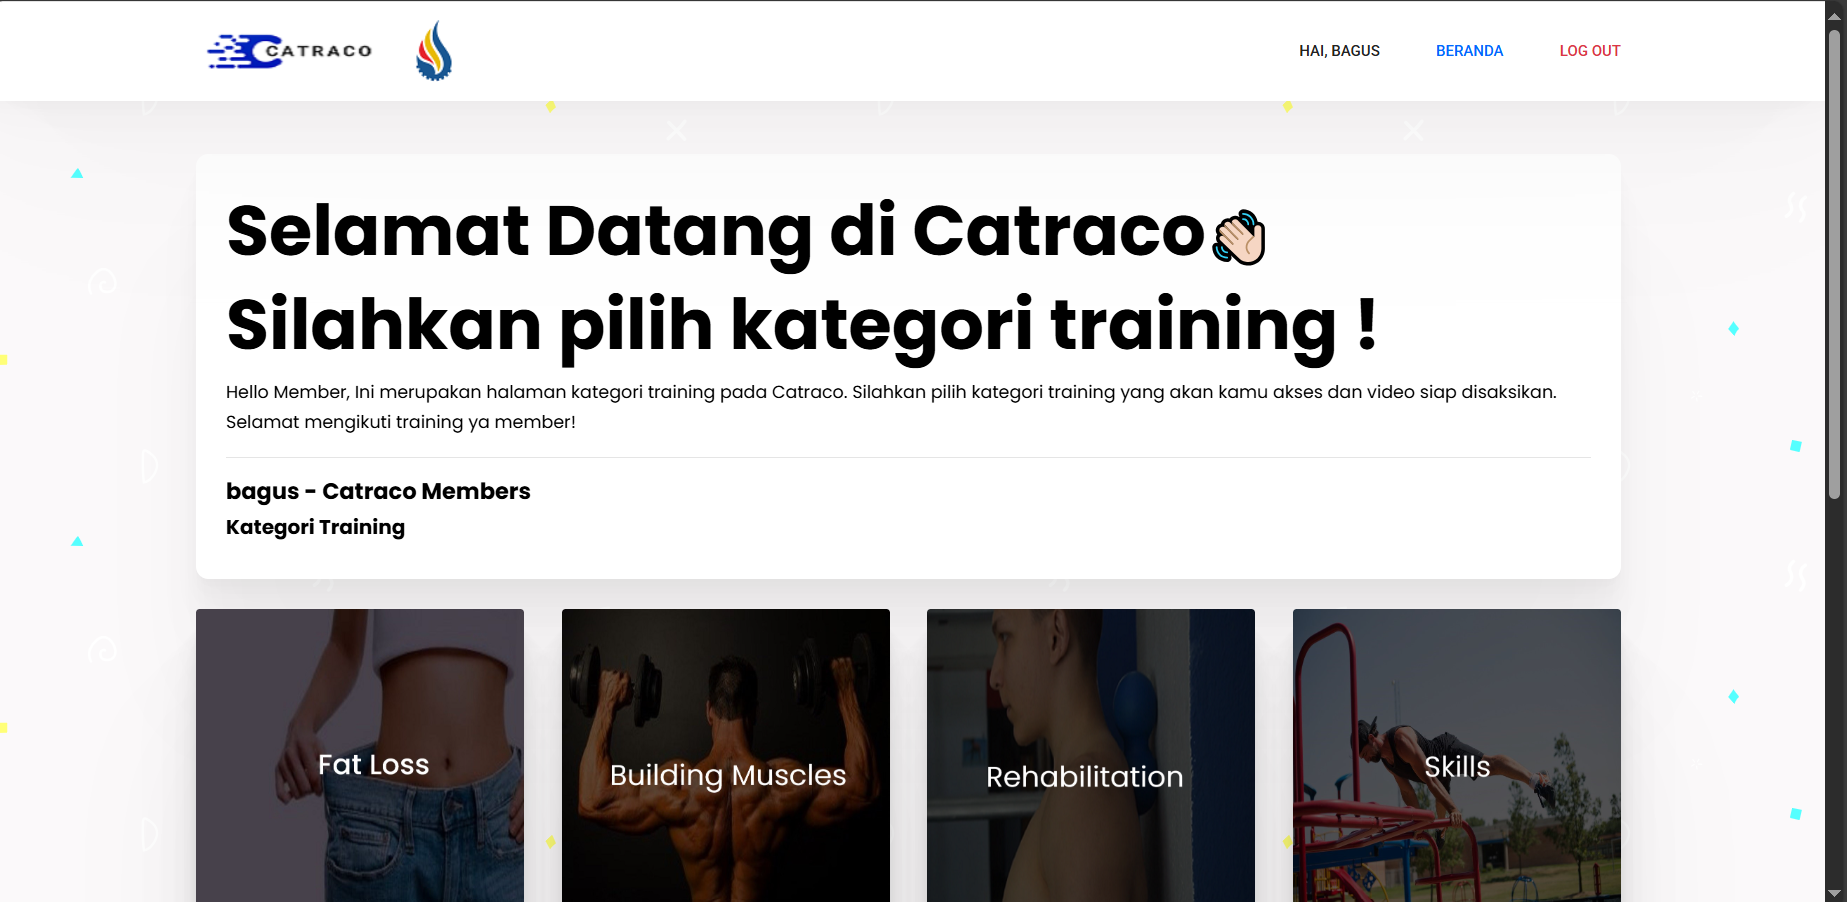 CATRACO
HAI, BAGUS
BERANDA
LOG OUT
Selamat Datang di Catraco
Silahkan pilih kategori training !
Hello Member, Ini merupakan halaman kategori training pada Catraco. Silahkan pilih kategori training yang akan kamu akses dan video siap disaksikan.
Selamat mengikuti training ya member!
bagus - Catraco Members
Kategori Training
Fat Loss
Building Muscles
Rehabilitation
Skills